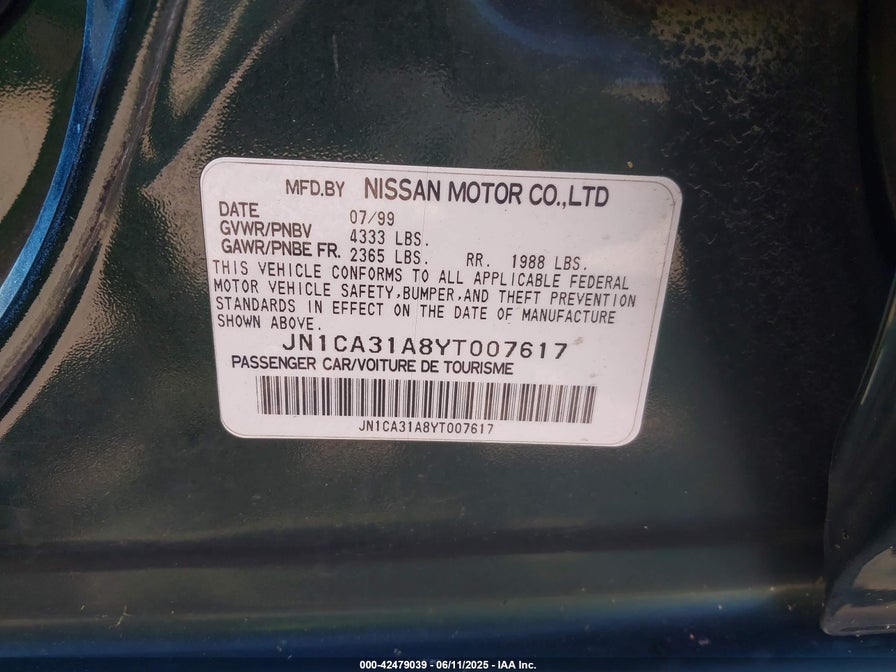 MFD.BY NISSAN MOTOR CO.,LTD
DATE 07/99
GVWR/PNBV 4333 LBS.
GAWR/PNBE FR. 2365 LBS. RR. 1988 LBS.
THIS VEHICLE CONFORMS TO ALL APPLICABLE FEDERAL
MOTOR VEHICLE SAFETY,BUMPER,AND THEFT PREVENTION
STANDARDS IN EFFECT ON THE DATE OF MANUFACTURE
SHOWN ABOVE.
JN1CA31A8YT007617
PASSENGER CAR/VOITURE DE TOURISME
JN1CA31A8YT007617
000-42479039 - 06/11/2025 - IAA Inc.